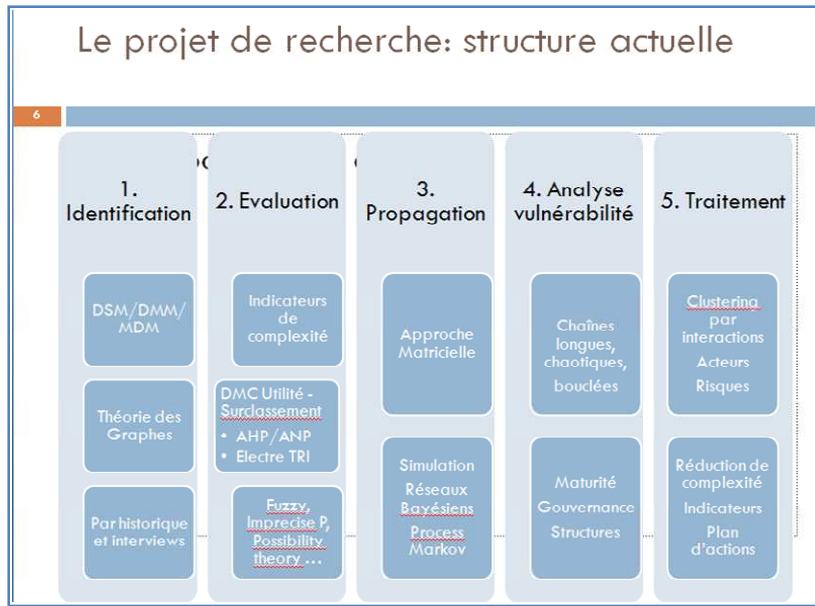 Le projet de recherche: structure actuelle
6
1.
Identification
DSM/DMM/
MDM
Théorie des
Graphes
Par historique
et interviews
2. Evaluation
Indicateurs
de
complexité
DMC Utilité -
Surclassement
• AHP/ANP
• Electre TRI
Fuzzy,
Imprecise P,
Possibility
theory ...
3.
Propagation
Approche
Matricielle
Simulation
Réseaux
Bayésiens
Process
Markov
4. Analyse
vulnérabilité
Chaînes
longues,
chaotiques,
bouclées
Maturité
Gouvernance
Structures
5. Traitement
Clustering
par
interactions
Acteurs
Risques
Réduction de
complexité
Indicateurs
Plan
d'actions